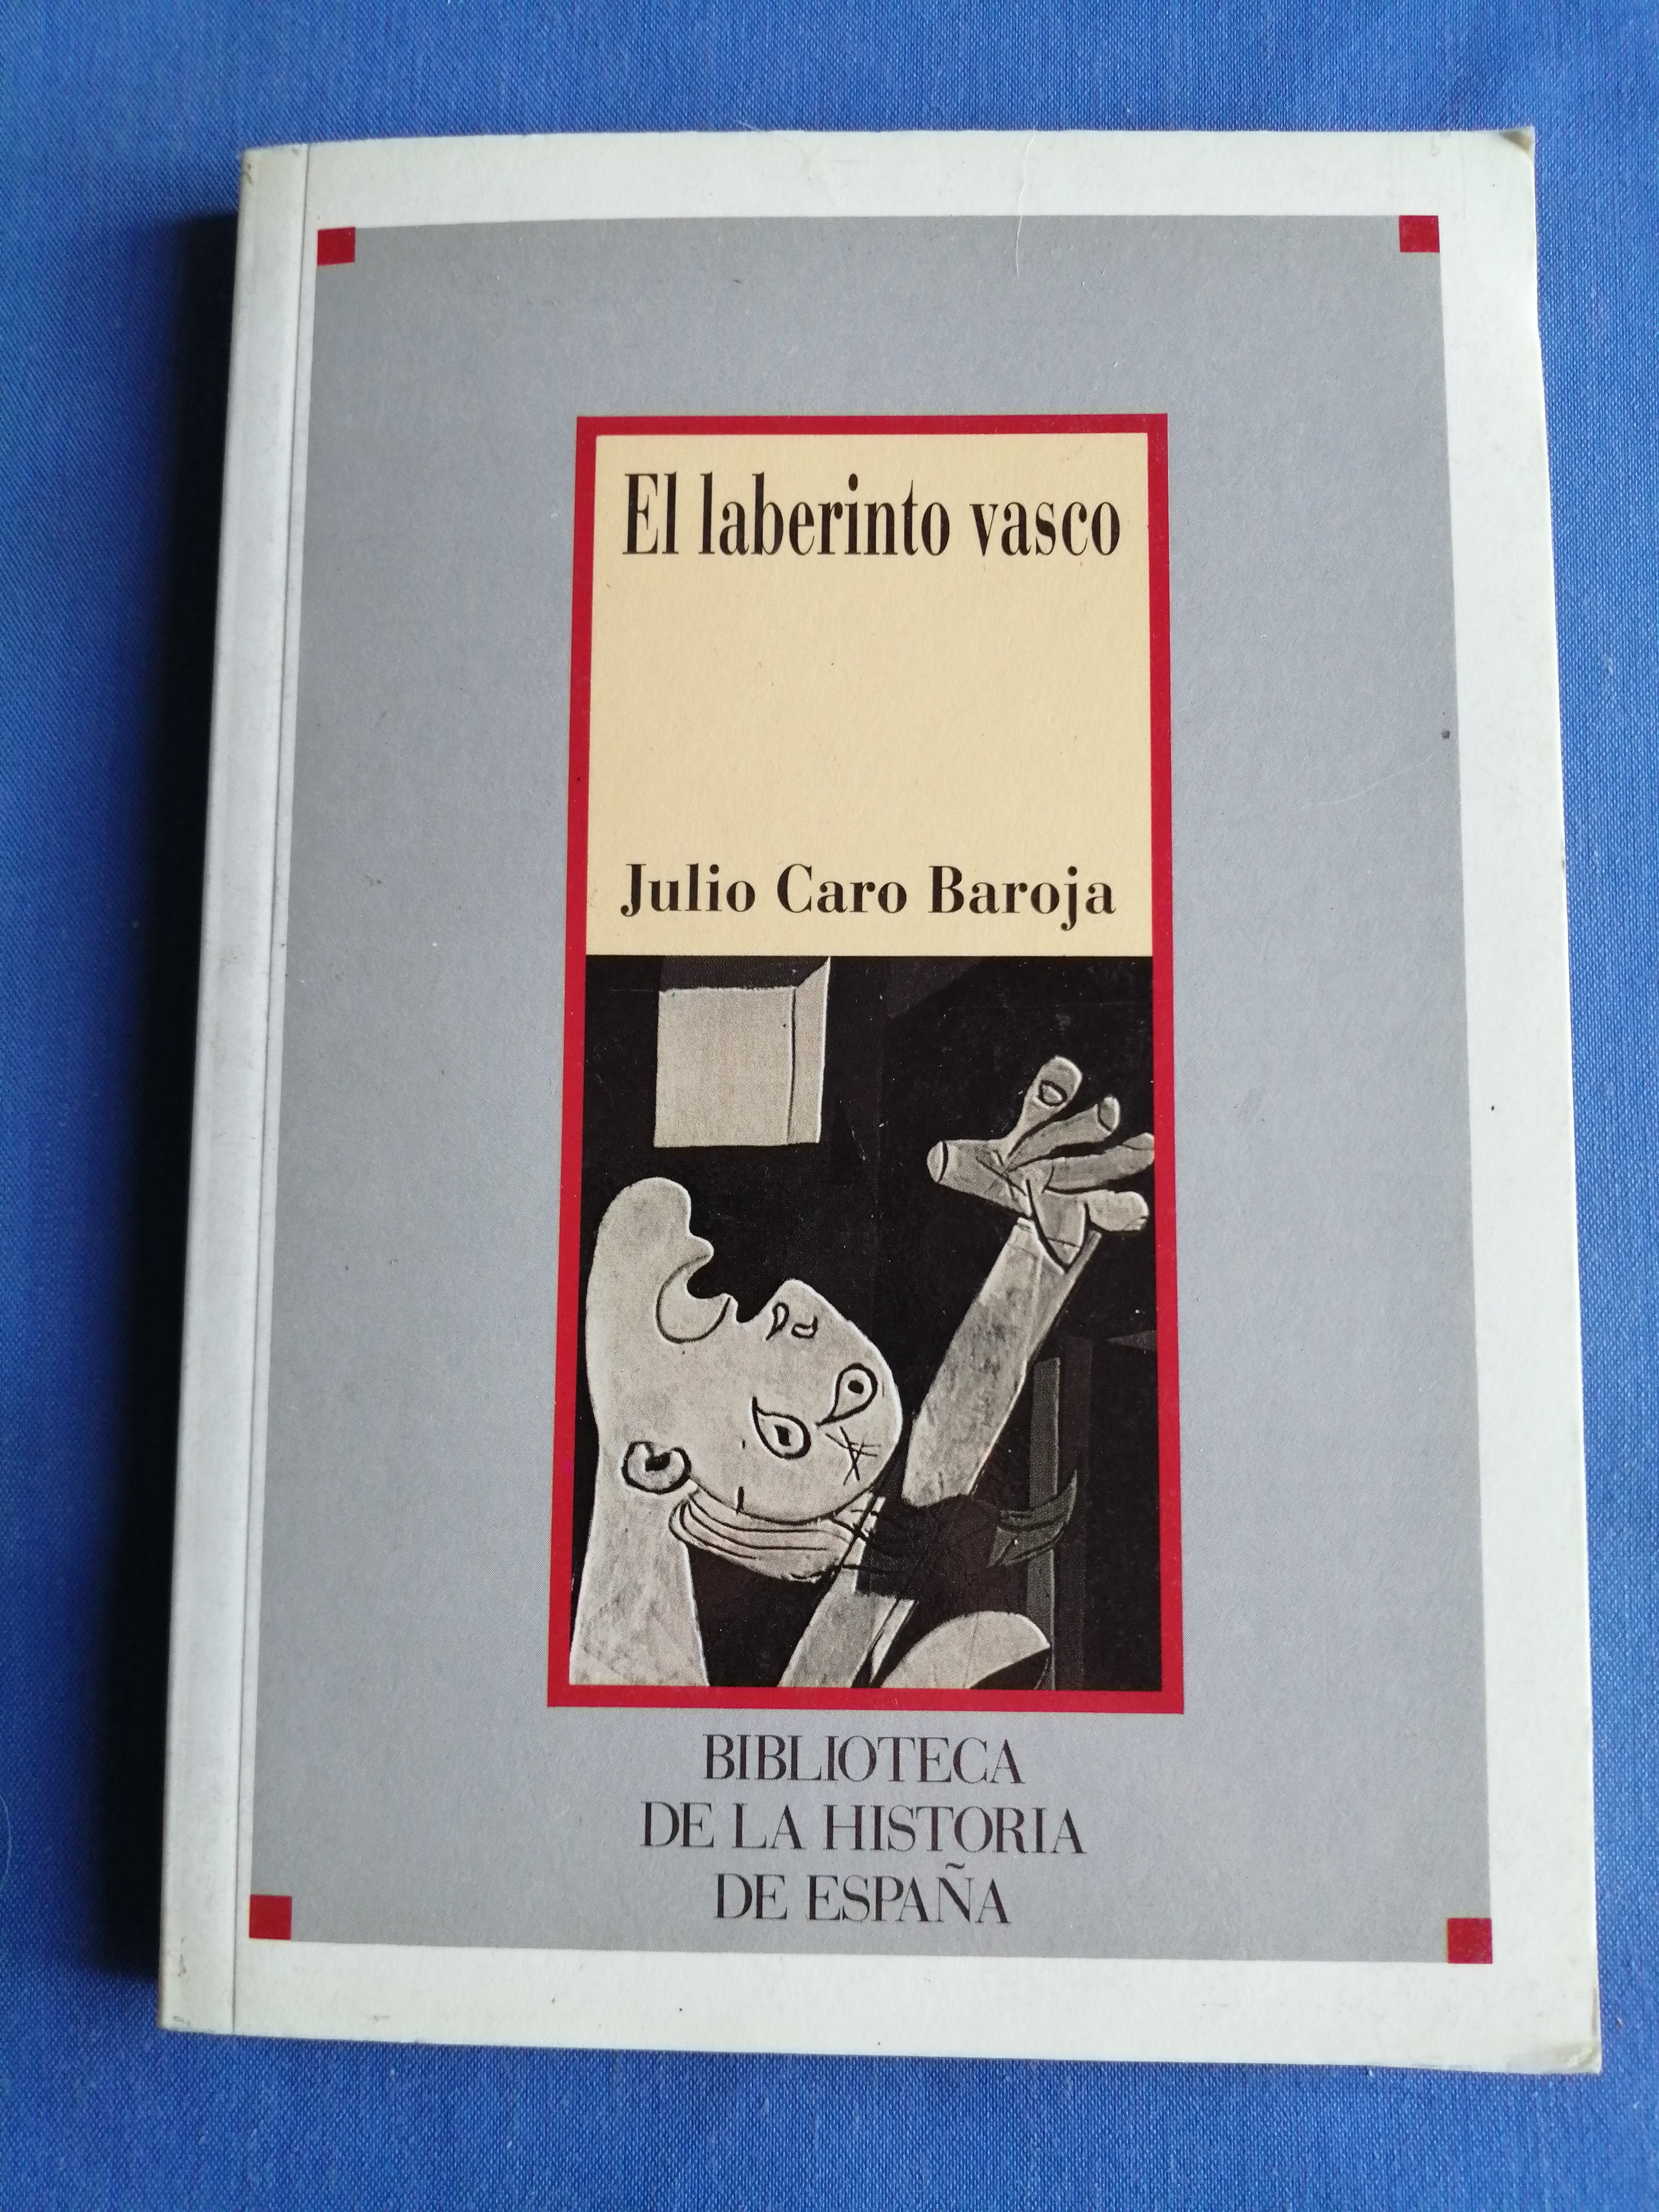 El laberinto vasco
Julio Caro Baroja
BIBLIOTECA
DE LA HISTORIA
DE ESPAÑA